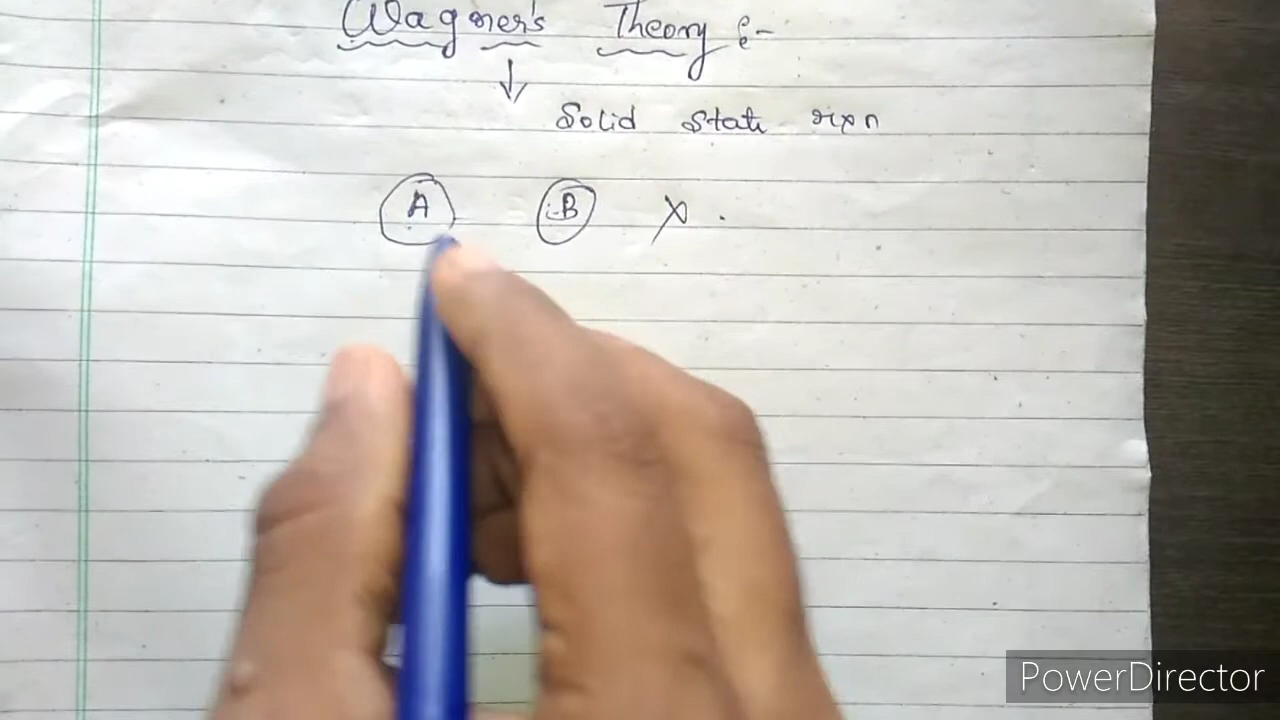 Wagner's Theory :-
↓
Solid State rxn
A B X .
PowerDirector